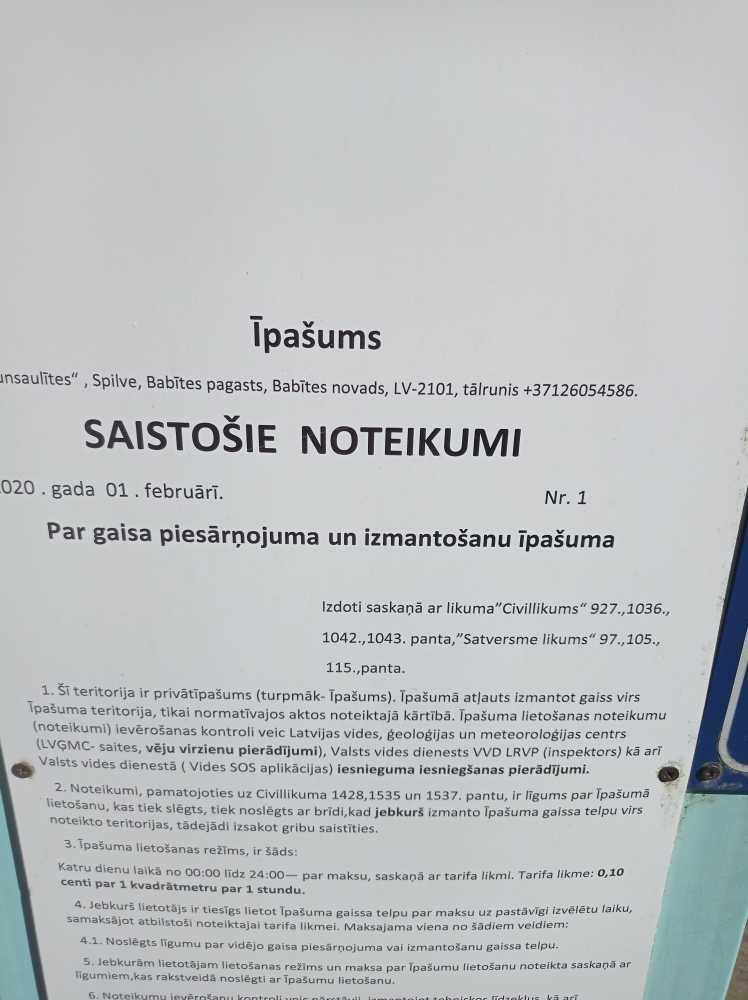 Īpašums
unsaulītes“ , Spilve, Babītes pagasts, Babītes novads, LV-2101, tālrunis +37126054586.
SAISTOŠIE NOTEIKUMI
020 . gada 01 . februārī.
Nr. 1
Par gaisa piesārņojuma un izmantošanu īpašuma
Izdoti saskaņā ar likuma”Civillikums“ 927.,1036.,
1042.,1043. panta,”Satversme likums“ 97.,105.,
115.,panta.
1. Šī teritorija ir privātīpašums (turpmāk- Īpašums). Īpašumā atļauts izmantot gaiss virs
Īpašuma teritorija, tikai normatīvajos aktos noteiktajā kārtībā. Īpašuma lietošanas noteikumu
(noteikumi) ievērošanas kontroli veic Latvijas vides, ģeoloģijas un meteoroloģijas centrs
(LVĢMC- saites, vēju virzienu pierādījumi), Valsts vides dienests VVD LRVP (inspektors) kā arī
Valsts vides dienestā ( Vides SOS aplikācijas) iesnieguma iesniegšanas pierādījumi.
2. Noteikumi, pamatojoties uz Civillikuma 1428,1535 un 1537. pantu, ir līgums par Īpašumā
lietošanu, kas tiek slēgts, tiek noslēgts ar brīdi,kad jebkurš izmanto Īpašuma gaissa telpu virs
noteikto teritorijas, tādejādi izsakot gribu saistīties.
3. Īpašuma lietošanas režīms, ir šāds:
Katru dienu laikā no 00:00 līdz 24:00— par maksu, saskaņā ar tarifa likmi. Tarifa likme: 0,10
centi par 1 kvadrātmetru par 1 stundu.
4. Jebkurš lietotājs ir tiesīgs lietot Īpašuma gaissa telpu par maksu uz pastāvīgi izvēlētu laiku,
samaksājot atbilstoši noteiktajai tarifa likmei. Maksajama viena no šādiem veidiem:
4.1. Noslēgts līgumu par vidējo gaisa piesārņojuma vai izmantošanu gaissa telpu.
5. Jebkurām lietotājam lietošanas režīms un maksa par Īpašumu lietošanu noteikta saskaņā ar
līgumiem,kas rakstveidā noslēgti ar Īpašumu lietošanu.
6. Noteikumu ievērošanu kontroli